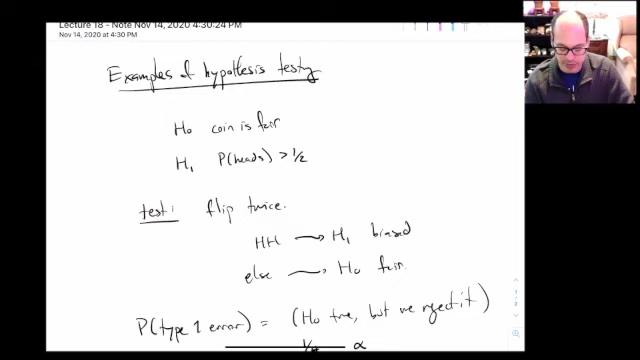 Lecture 18 - Note Nov 14, 2020 4:30:24 PM
Nov 14, 2020 at 4:30 PM
Examples of hypothesis testing
H0 coin is fair
H1 P(heads) > 1/2
test: flip twice.
HH → H1 biased
else → H0 fair.
P(type 1 error) = (H0 true, but we reject it)
1/4 α
1 / 2